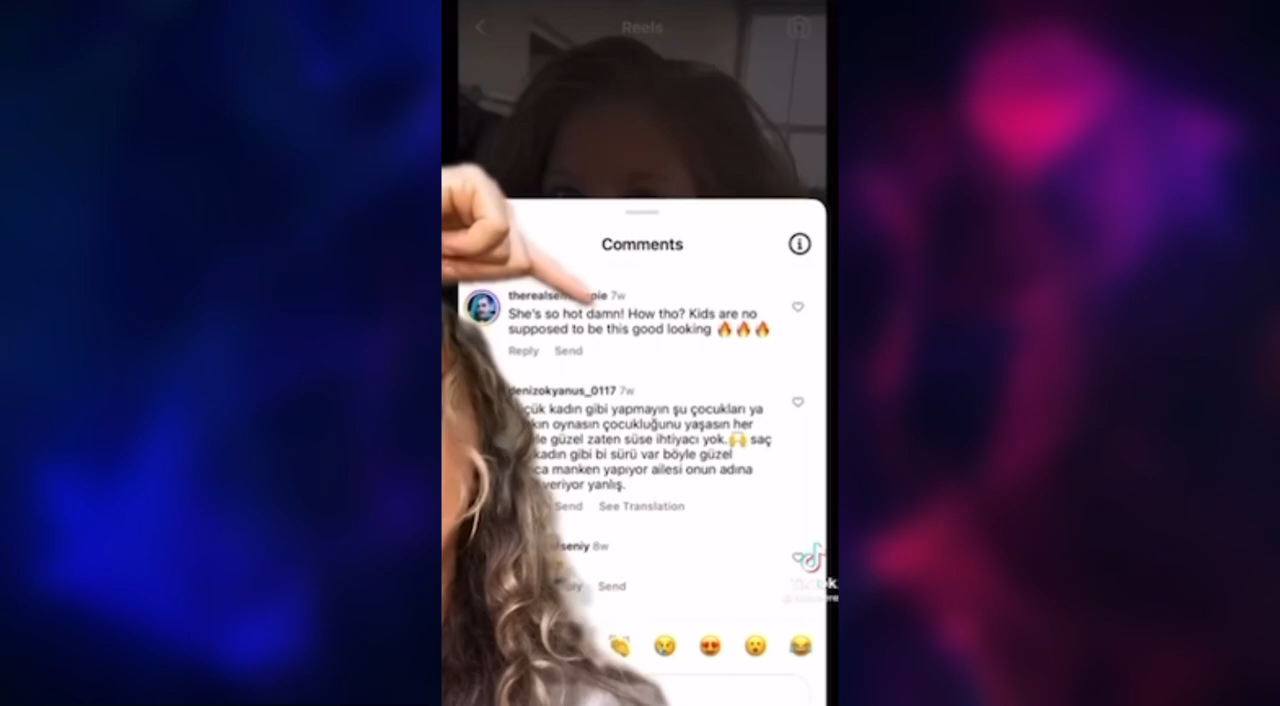 Reels
Comments
7w
She's so hot damn! How tho? Kids are no
supposed to be this good looking 🔥🔥🔥
Reply Send
denizokyanus_0117 7w
kadın gibi yapmayın şu çocukları ya
oynasın çocukluğunu yaşasın her
güzel zaten süse ihtiyacı yok.🙌 saç
kadın gibi bi sürü var böyle güzel
manken yapıyor ailesi onun adına
veriyor yanlış.
Send See Translation
8w
Send